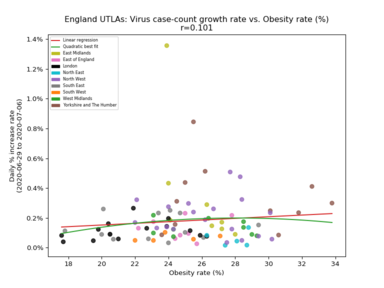 England UTLAs: Virus case-count growth rate vs. Obesity rate (%)
r=0.101
Linear regression
Quadratic best fit
East Midlands
East of England
London
North East
North West
South East
South West
West Midlands
Yorkshire and The Humber
Daily % increase rate
(2020-06-29 to 2020-07-06)
1.4%
1.2%
1.0%
0.8%
0.6%
0.4%
0.2%
0.0%
18 20 22 24 26 28 30 32 34
Obesity rate (%)